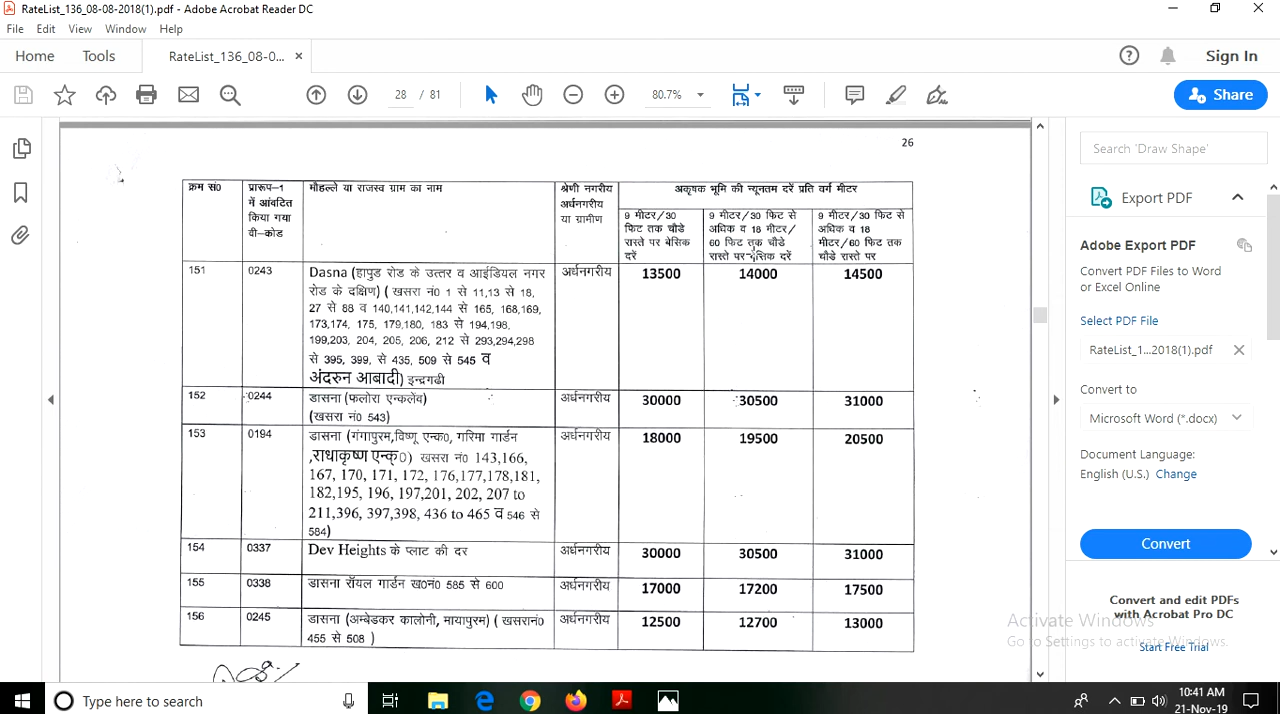 RateList_136_08-08-2018(1).pdf - Adobe Acrobat Reader DC
File Edit View Window Help
Home Tools RateList_136_08-0... × Sign In
28 / 81 80.7% Share
26
Search 'Draw Shape'
Export PDF
Adobe Export PDF
Convert PDF Files to Word
or Excel Online
Select PDF File
RateList_1...2018(1).pdf
Convert to
Microsoft Word (*.docx)
Document Language:
English (U.S.) Change
Convert
Convert and edit PDFs
with Acrobat Pro DC
Start Free Trial
क्रम सं0
प्रारूप-1
में आंवटित
किया गया
वी-कोड
मौहल्ले या राजस्व ग्राम का नाम
श्रेणी नगरीय
अर्धनगरीय
या ग्रामीण
अकृषक भूमि की न्यूनतम दरें प्रति वर्ग मीटर
9 मीटर/30
फिट तक चौडे
रास्ते पर बेसिक
दरें
9 मीटर/30 फिट से
अधिक व 18 मीटर/
60 फिट तक चौडे
रास्ते पर बेसिक दरें
9 मीटर/30 फिट से
अधिक व 18
मीटर/60 फिट तक
चौडे रास्ते पर
151 0243 Dasna (हापुड रोड के उत्तर व आईडियल नगर अर्धनगरीय 13500 14000 14500
रोड के दक्षिण) ( खसरा नं0 1 से 11,13 से 18,
27 से 88 व 140,141,142,144 से 165, 168,169,
173,174, 175, 179,180, 183 से 194,198,
199,203, 204, 205, 206, 212 से 293,294,298
से 395, 399, से 435, 509 से 545 व
अंदरुन आबादी) इन्द्रगढी
152 0244 डासना (फलोरा एन्कलेव) अर्धनगरीय 30000 30500 31000
(खसरा नं0 543)
153 0194 डासना (गंगापुरम,विष्णू एन्क0, गरिमा गार्डन अर्धनगरीय 18000 19500 20500
,राधाकृष्ण एन्क्0) खसरा नं0 143,166,
167, 170, 171, 172, 176,177,178,181,
182,195, 196, 197,201, 202, 207 to
211,396, 397,398, 436 to 465 व 546 से
584)
154 0337 Dev Heights के प्लाट की दर अर्धनगरीय 30000 30500 31000
155 0338 डासना रॉयल गार्डन ख0नं0 585 से 600 अर्धनगरीय 17000 17200 17500
156 0245 डासना (अम्बेडकर कालोनी, मायापुरम) ( खसरानं0 अर्धनगरीय 12500 12700 13000
455 से 508 )
Activate Windows
Go to Settings to activate Windows.
Type here to search
10:41 AM
21-Nov-19